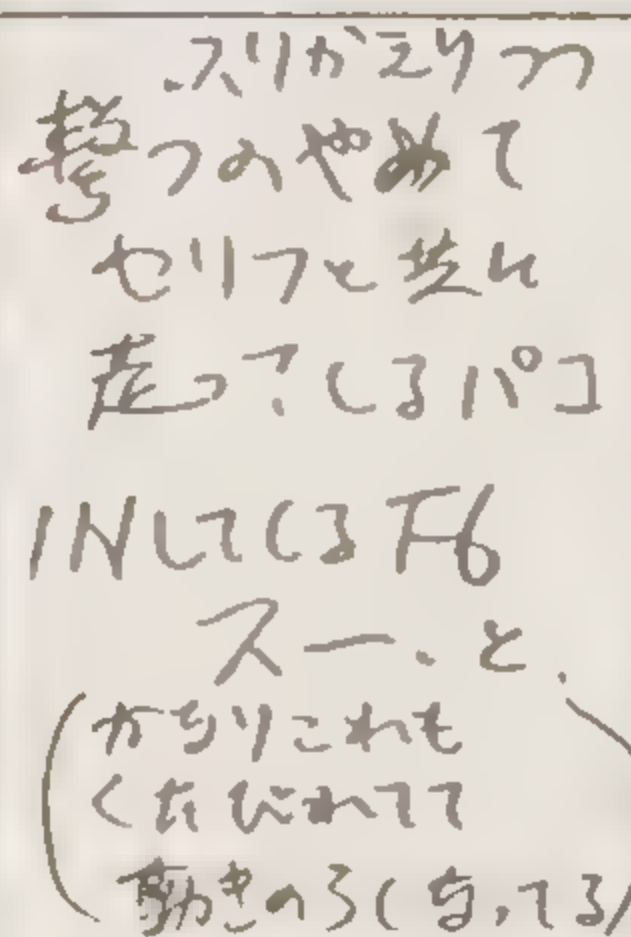 .ふりかえりつつ
撃つのやめて
セリフと共に
走ってくるパコ
INしてくるF6
スー、と.
(かなりこれも
くたびれてて
動きのろくなってる)